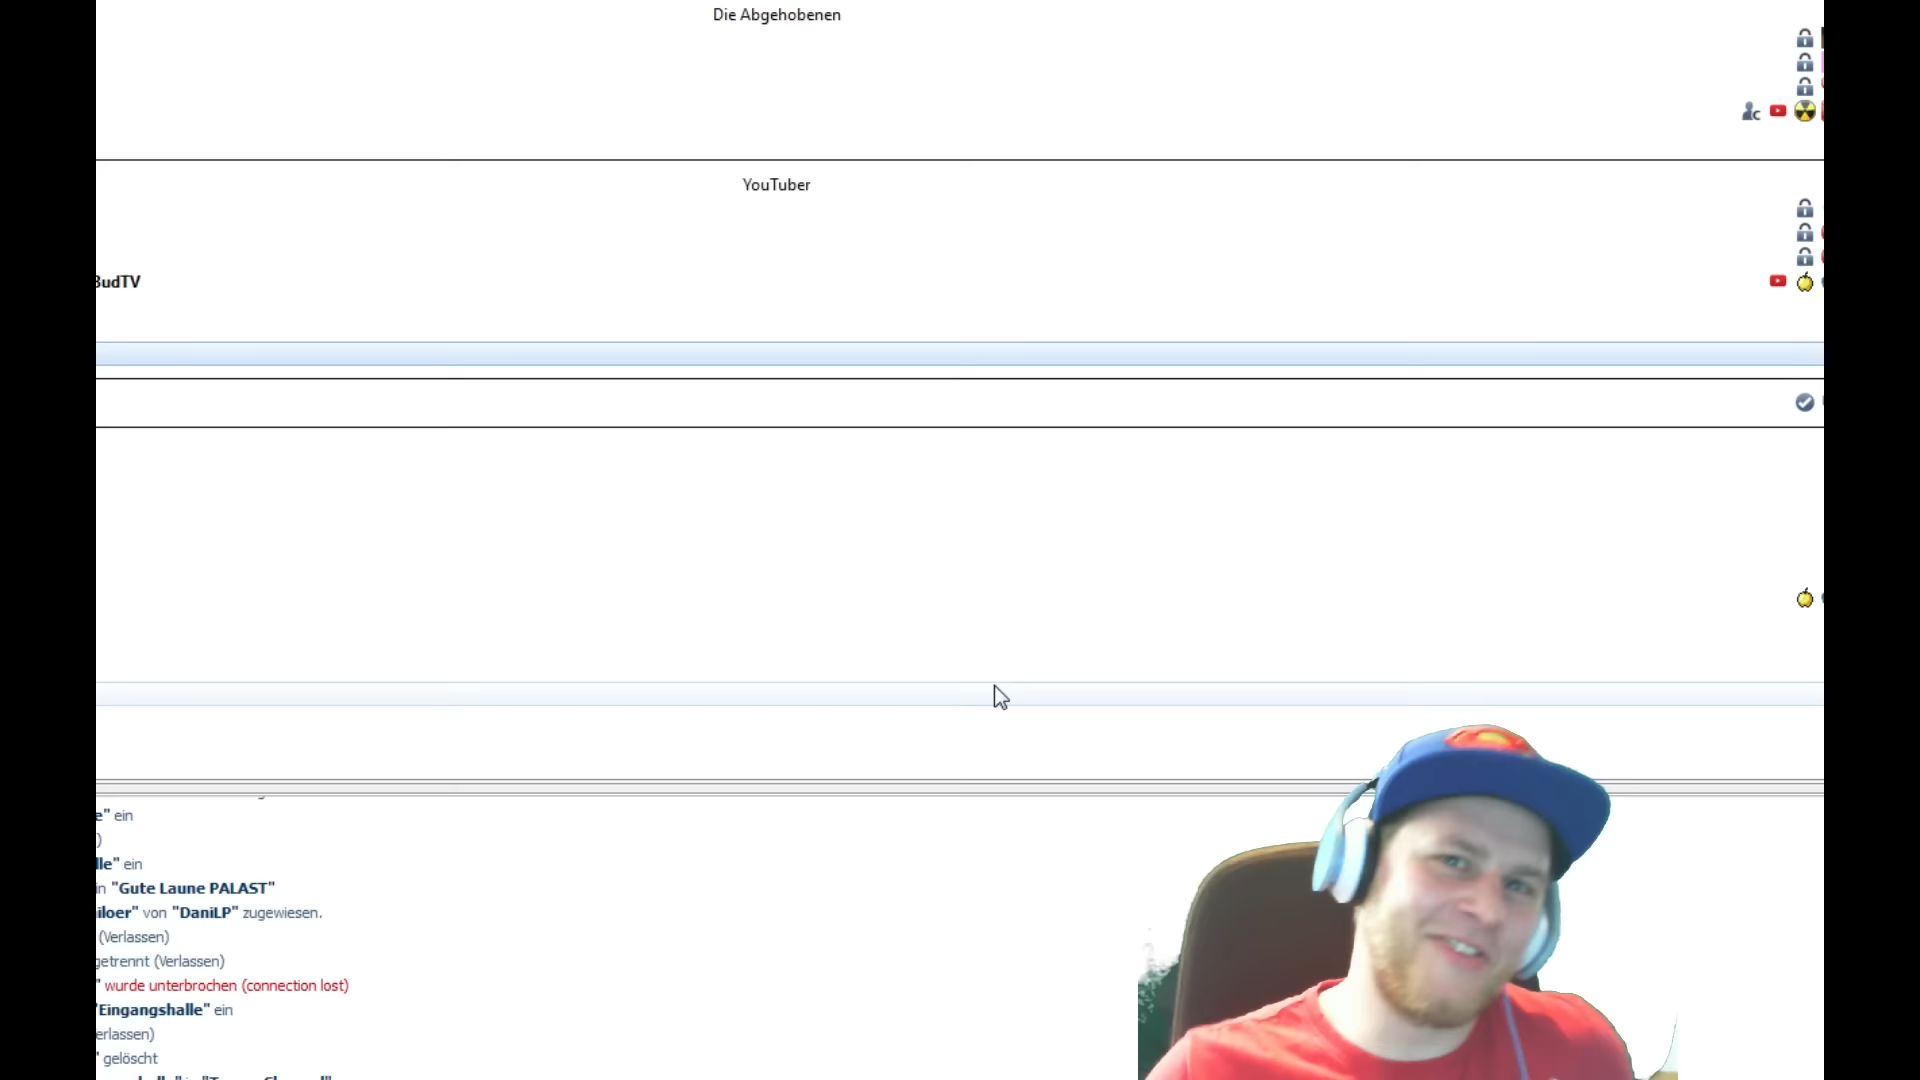 Die Abgehobenen
YouTuber
BudTV
e" ein
)
lle" ein
in "Gute Laune PALAST"
iloer" von "DaniLP" zugewiesen.
(Verlassen)
getrennt (Verlassen)
" wurde unterbrochen (connection lost)
"Eingangshalle" ein
erlassen)
" gelöscht